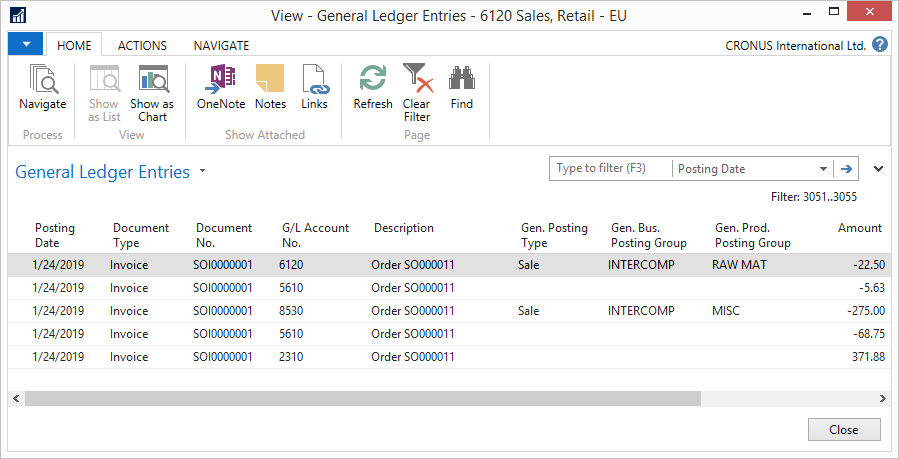 View - General Ledger Entries - 6120 Sales, Retail - EU
HOME ACTIONS NAVIGATE CRONUS International Ltd. ?
Navigate Show as List Show as Chart OneNote Notes Links Refresh Clear Filter Find
Process View Show Attached Page
General Ledger Entries Type to filter (F3) Posting Date
Filter: 3051..3055
Posting Date Document Type Document No. G/L Account No. Description Gen. Posting Type Gen. Bus. Posting Group Gen. Prod. Posting Group Amount
1/24/2019 Invoice SOI0000001 6120 Order SO000011 Sale INTERCOMP RAW MAT -22.50
1/24/2019 Invoice SOI0000001 5610 Order SO000011 -5.63
1/24/2019 Invoice SOI0000001 8530 Order SO000011 Sale INTERCOMP MISC -275.00
1/24/2019 Invoice SOI0000001 5610 Order SO000011 -68.75
1/24/2019 Invoice SOI0000001 2310 Order SO000011 371.88
Close